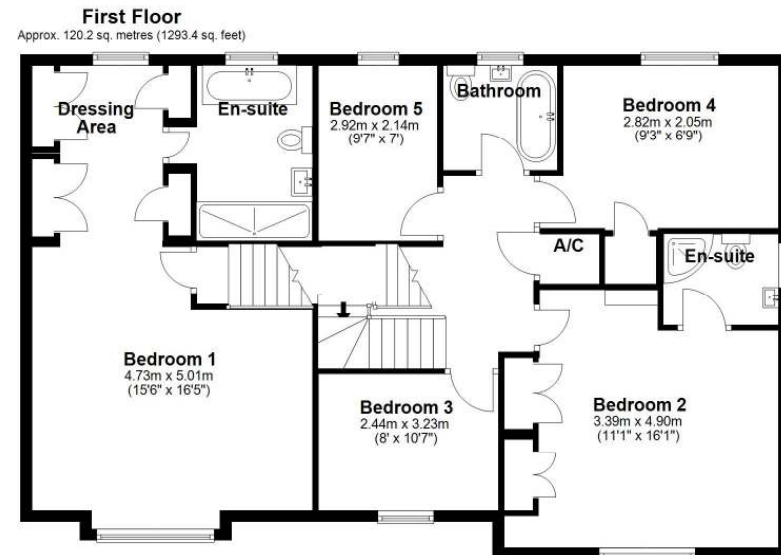 First Floor
Approx. 120.2 sq. metres (1293.4 sq. feet)
Dressing
Area
En-suite
Bedroom 5
2.92m x 2.14m
(9'7" x 7')
Bathroom
Bedroom 4
2.82m x 2.05m
(9'3" x 6'9")
A/C
En-suite
Bedroom 1
4.73m x 5.01m
(15'6" x 16'5")
Bedroom 3
2.44m x 3.23m
(8' x 10'7")
Bedroom 2
3.39m x 4.90m
(11'1" x 16'1")